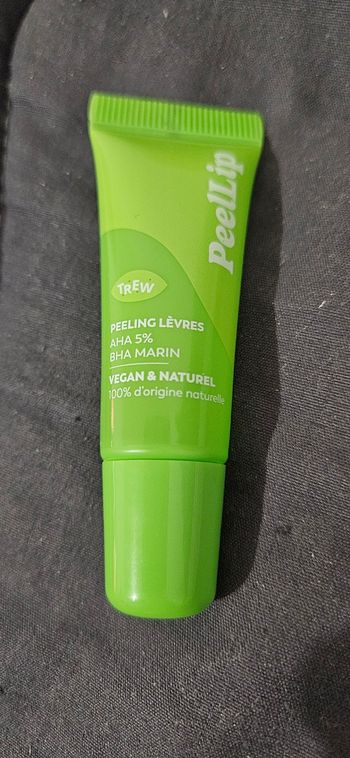 PeelLip
TREW
PEELING LÈVRES
AHA 5%
BHA MARIN
VEGAN & NATUREL
100% d'origine naturelle